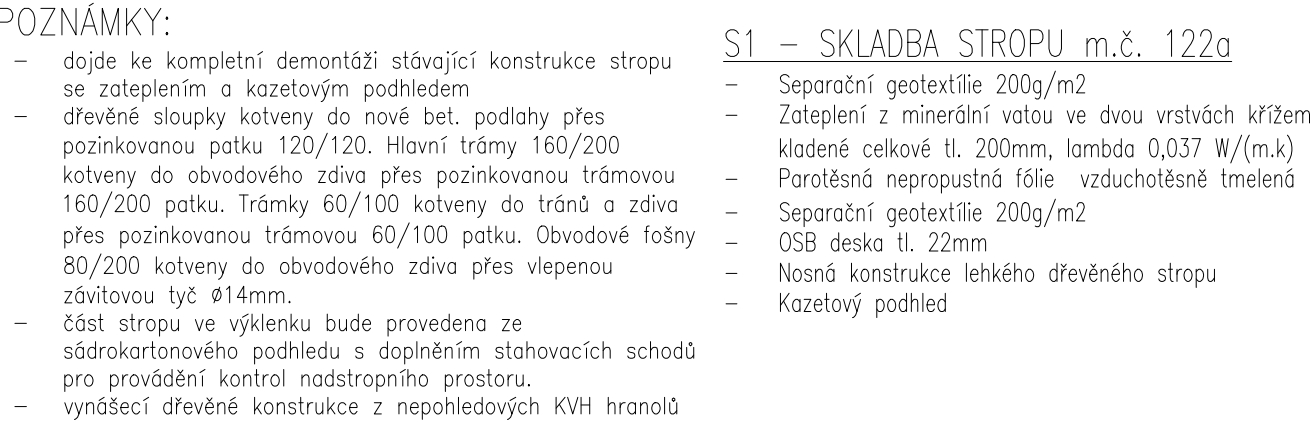 POZNÁMKY:
– dojde ke kompletní demontáži stávající konstrukce stropu
se zateplením a kazetovým podhledem
– dřevěné sloupky kotveny do nové bet. podlahy přes
pozinkovanou patku 120/120. Hlavní trámy 160/200
kotveny do obvodového zdiva přes pozinkovanou trámovou
160/200 patku. Trámky 60/100 kotveny do tránů a zdiva
přes pozinkovanou trámovou 60/100 patku. Obvodové fošny
80/200 kotveny do obvodového zdiva přes vlepenou
závitovou tyč ø14mm.
– část stropu ve výklenku bude provedena ze
sádrokartonového podhledu s doplněním stahovacích schodů
pro provádění kontrol nadstropního prostoru.
– vynášecí dřevěné konstrukce z nepohledových KVH hranolů
S1 – SKLADBA STROPU m.č. 122a
– Separační geotextílie 200g/m2
– Zateplení z minerální vatou ve dvou vrstvách křížem
kladené celkové tl. 200mm, lambda 0,037 W/(m.k)
– Parotěsná nepropustná fólie vzduchotěsně tmelená
– Separační geotextílie 200g/m2
– OSB deska tl. 22mm
– Nosná konstrukce lehkého dřevěného stropu
– Kazetový podhled